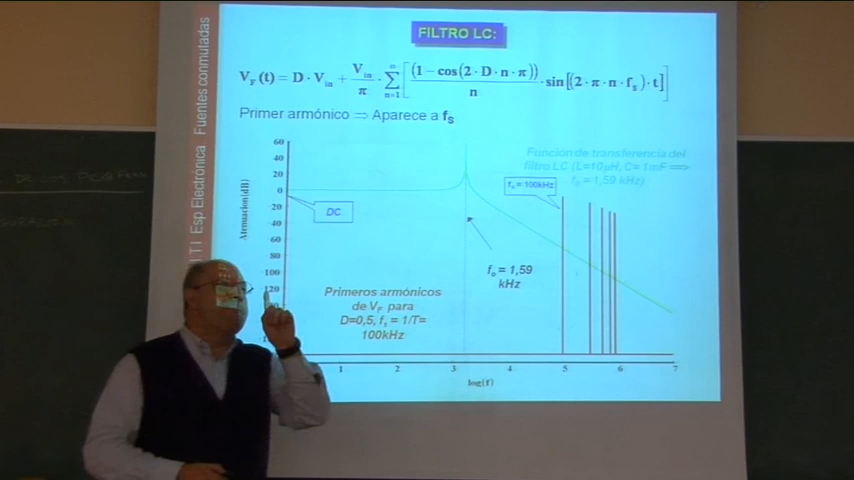 FILTRO LC:
V_F (t) = D · V_in + V_in/π · ∑_{n=1}^{∞} [ (1 − cos(2 · D · n · π))/n · sin[(2 · π · n · f_s) · t] ]
Primer armónico ⇒ Aparece a f_s
Fuentes conmutadas
ITI Esp Electrónica
Función de transferencia del
filtro LC (L=10μH, C= 1mF ⇒
f_o = 1,59 kHz)
60
40
20
0
20
40
60
80
100
120
Atenuacion(dB)
DC
f_s = 100kHz
f_o = 1,59
kHz
Primeros armónicos
de V_F para
D=0,5, f_s = 1/T=
100kHz
1 2 3 4 5 6 7
log(f)